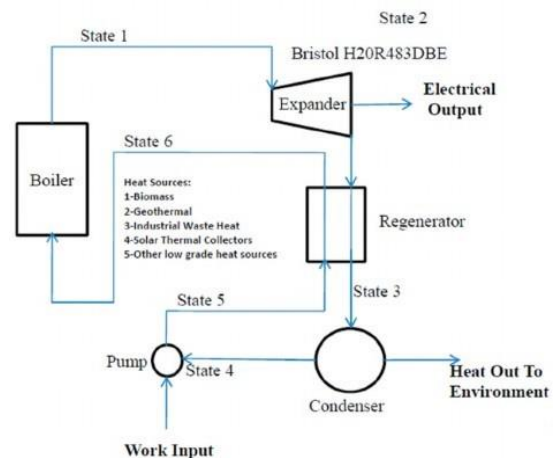 State 2
State 1
Bristol H20R483DBE
Expander
Electrical
Output
State 6
Boiler
Heat Sources:
1-Biomass
2-Geothermal
3-Industrial Waste Heat
4-Solar Thermal Collectors
5-Other low grade heat sources
Regenerator
State 5
State 3
Pump
State 4
Condenser
Heat Out To
Environment
Work Input